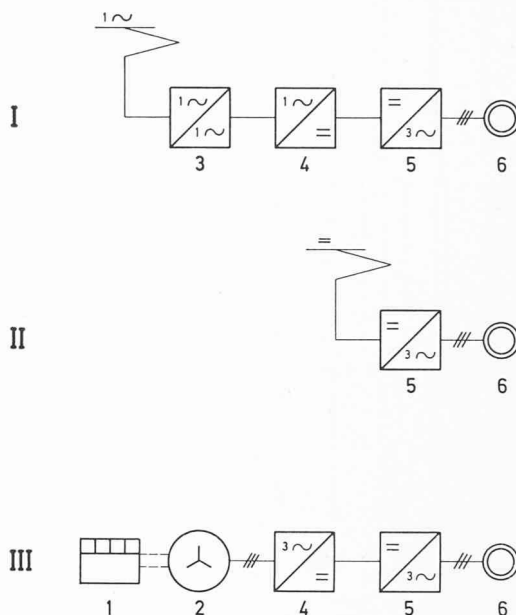 1 ∼
I
1 ∼ 1 ∼ 1 ∼ = = 3 ∼
3 4 5 6
=
II
= 3 ∼
5 6
III
3 ∼ = = 3 ∼
1 2 4 5 6